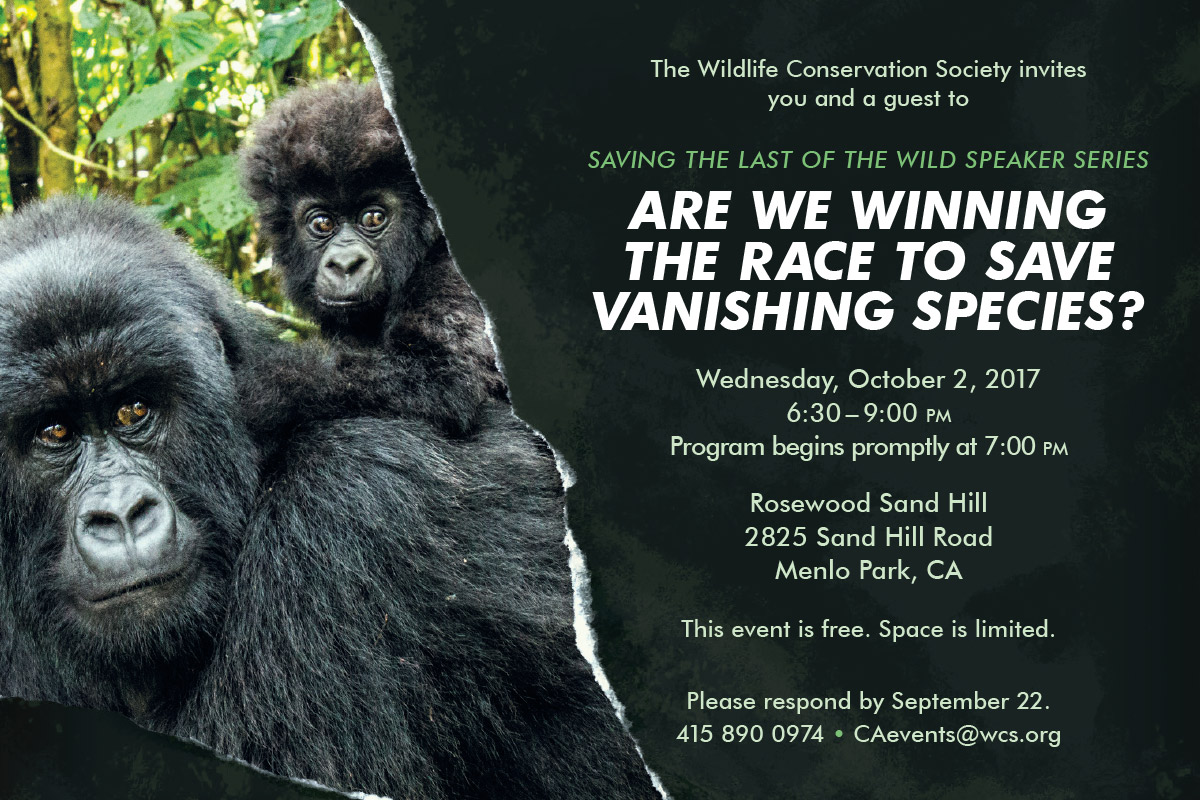 The Wildlife Conservation Society invites
you and a guest to
SAVING THE LAST OF THE WILD SPEAKER SERIES
ARE WE WINNING
THE RACE TO SAVE
VANISHING SPECIES?
Wednesday, October 2, 2017
6:30 – 9:00 PM
Program begins promptly at 7:00 PM
Rosewood Sand Hill
2825 Sand Hill Road
Menlo Park, CA
This event is free. Space is limited.
Please respond by September 22.
415 890 0974 • CAevents@wcs.org